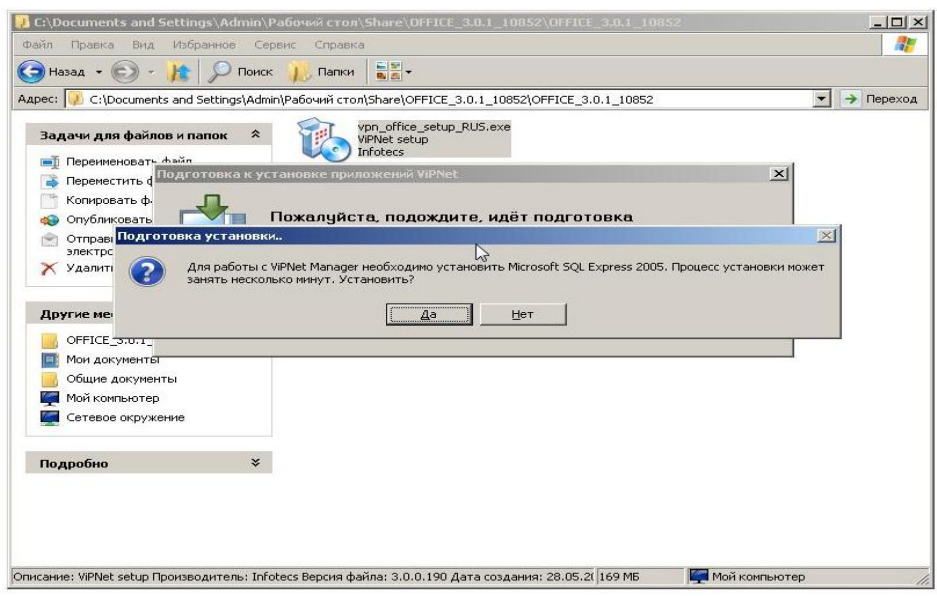 C:\Documents and Settings\Admin\Рабочий стол\Share\OFFICE_3.0.1_10852\OFFICE_3.0.1_10852
Файл Правка Вид Избранное Сервис Справка
Назад Поиск Папки
Адрес: C:\Documents and Settings\Admin\Рабочий стол\Share\OFFICE_3.0.1_10852\OFFICE_3.0.1_10852 Переход
Задачи для файлов и папок
Переименовать файл
Переместить ф
Копировать ф
Опубликовать
Отправи
электрс
Удалить
Другие ме
OFFICE_3.0.1_
Мои документы
Общие документы
Мой компьютер
Сетевое окружение
Подробно
vpn_office_setup_RUS.exe
ViPNet setup
Infotecs
Подготовка к установке приложений ViPNet
Пожалуйста, подождите, идёт подготовка
Подготовка установки..
Для работы с ViPNet Manager необходимо установить Microsoft SQL Express 2005. Процесс установки может
занять несколько минут. Установить?
Да Нет
Описание: ViPNet setup Производитель: Infotecs Версия файла: 3.0.0.190 Дата создания: 28.05.2( 169 МБ Мой компьютер